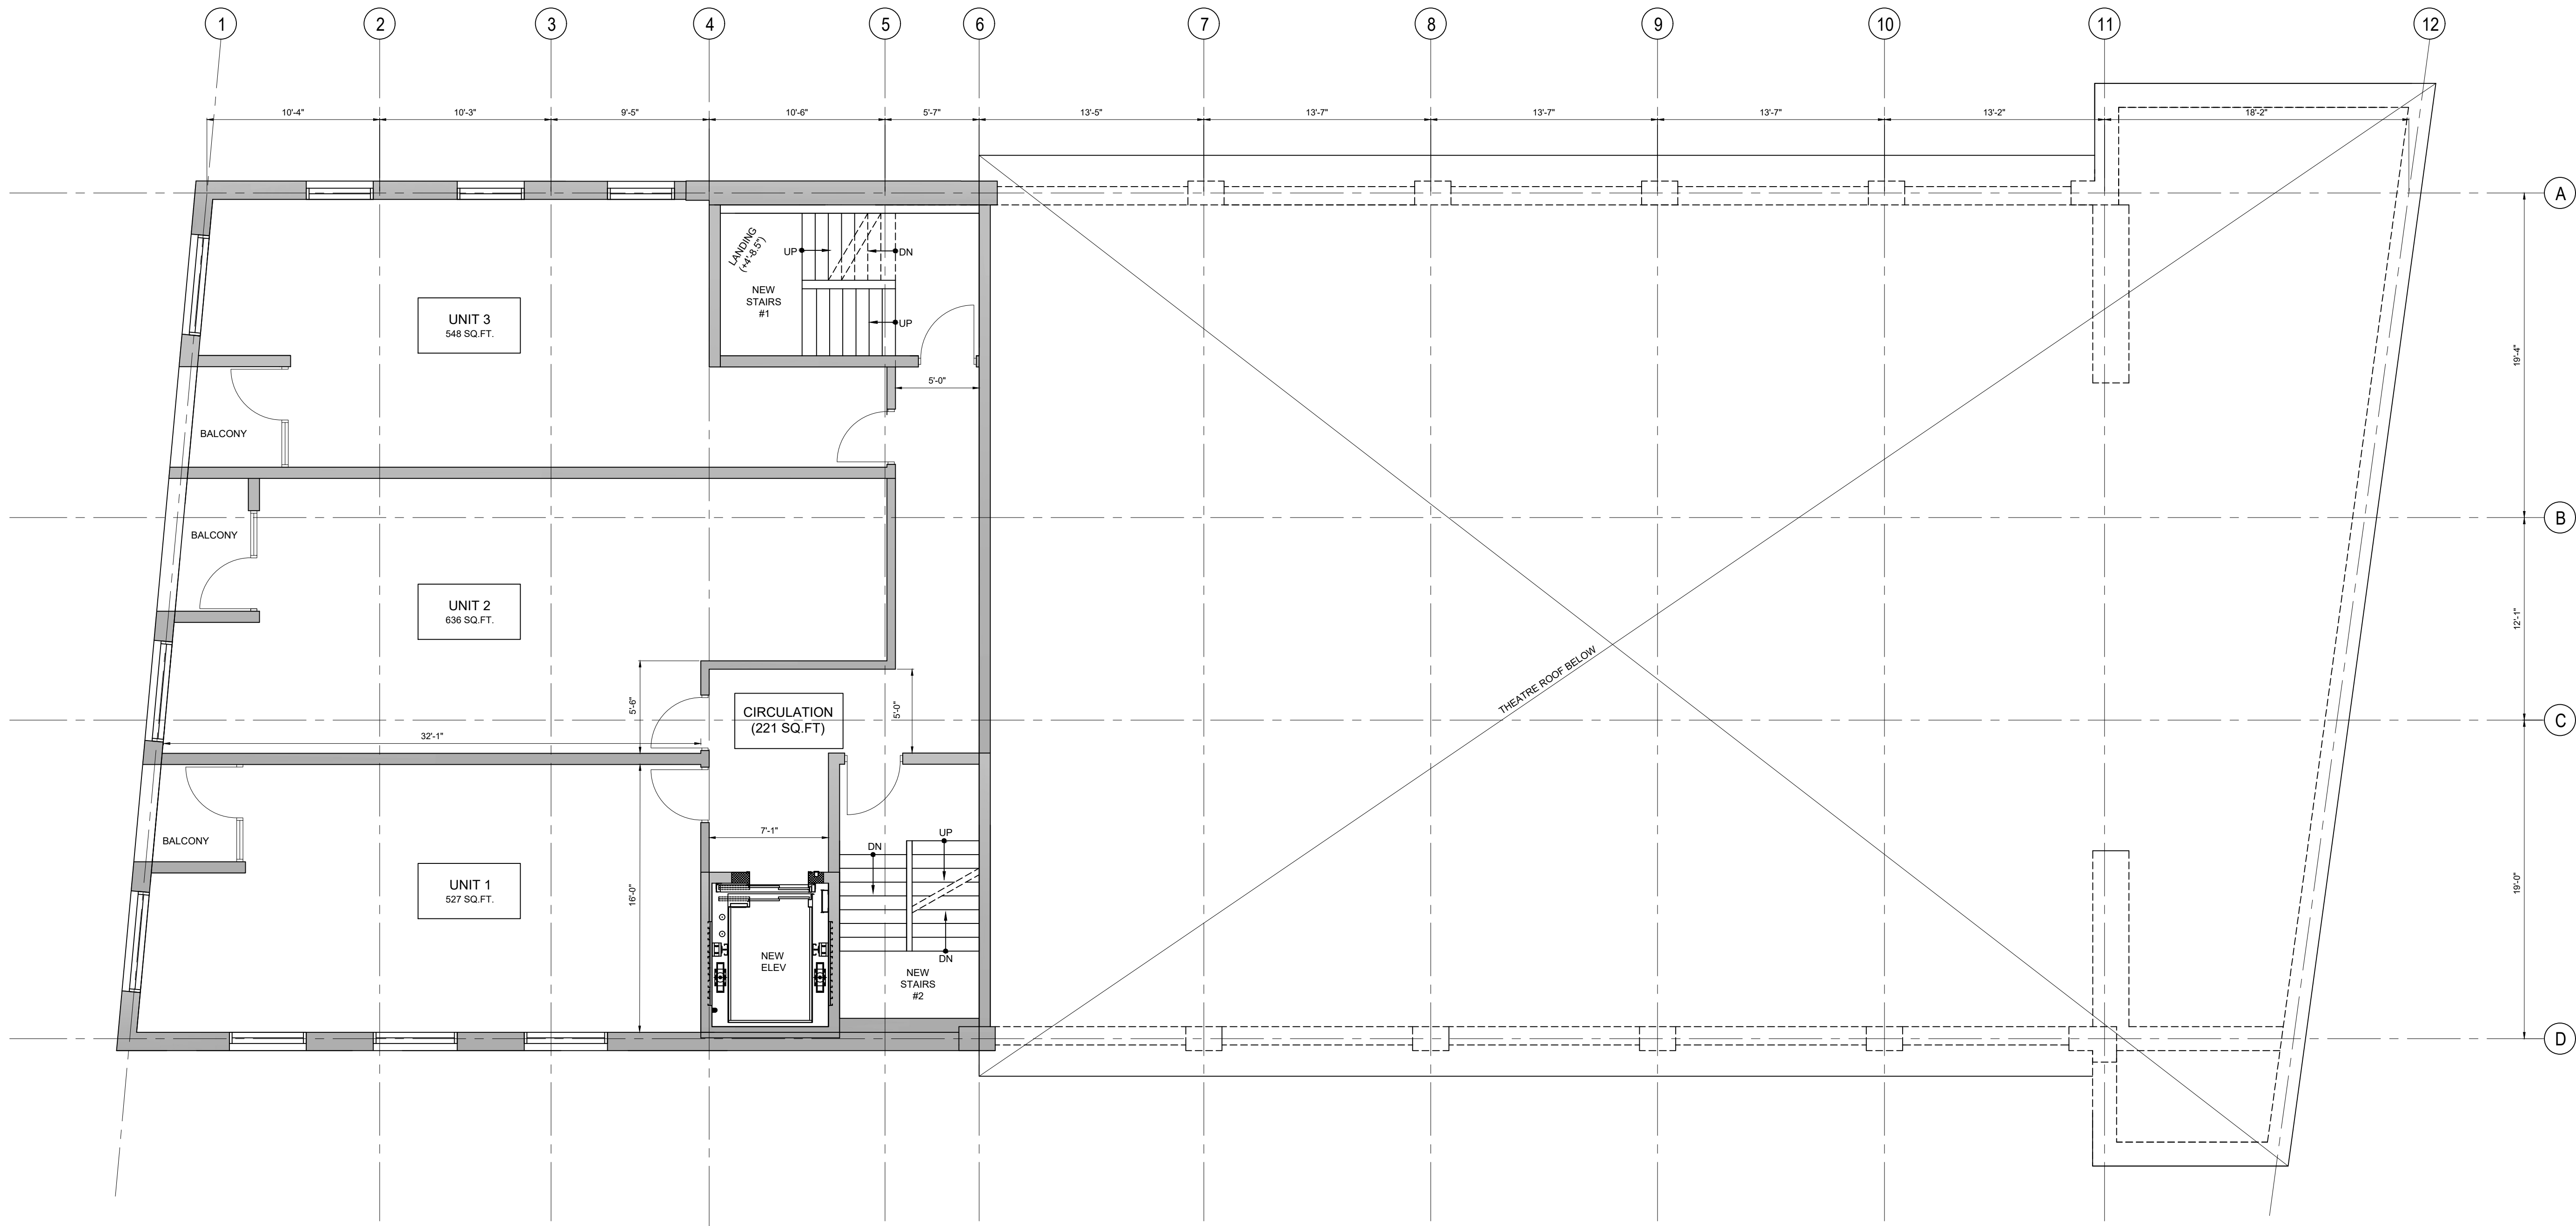 1
2
3
4
5
6
7
8
9
10
11
12
10'-4"
10'-3"
9'-5"
10'-6"
5'-7"
13'-5"
13'-7"
13'-7"
13'-7"
13'-2"
18'-2"
A
LANDING
(+4'-8.5")
UP
DN
NEW
STAIRS
#1
UP
UNIT 3
548 SQ.FT.
19'-4"
5'-0"
BALCONY
B
BALCONY
UNIT 2
636 SQ.FT.
12'-1"
THEATRE ROOF BELOW
5'-6"
CIRCULATION
(221 SQ.FT)
5'-0"
C
32'-1"
7'-1"
BALCONY
UP
DN
UNIT 1
527 SQ.FT.
16'-0"
19'-0"
NEW
ELEV
DN
NEW
STAIRS
#2
D